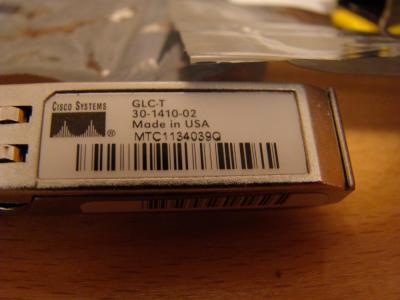 CISCO SYSTEMS
®
GLC-T
30-1410-02
Made in USA
MTC1134039Q